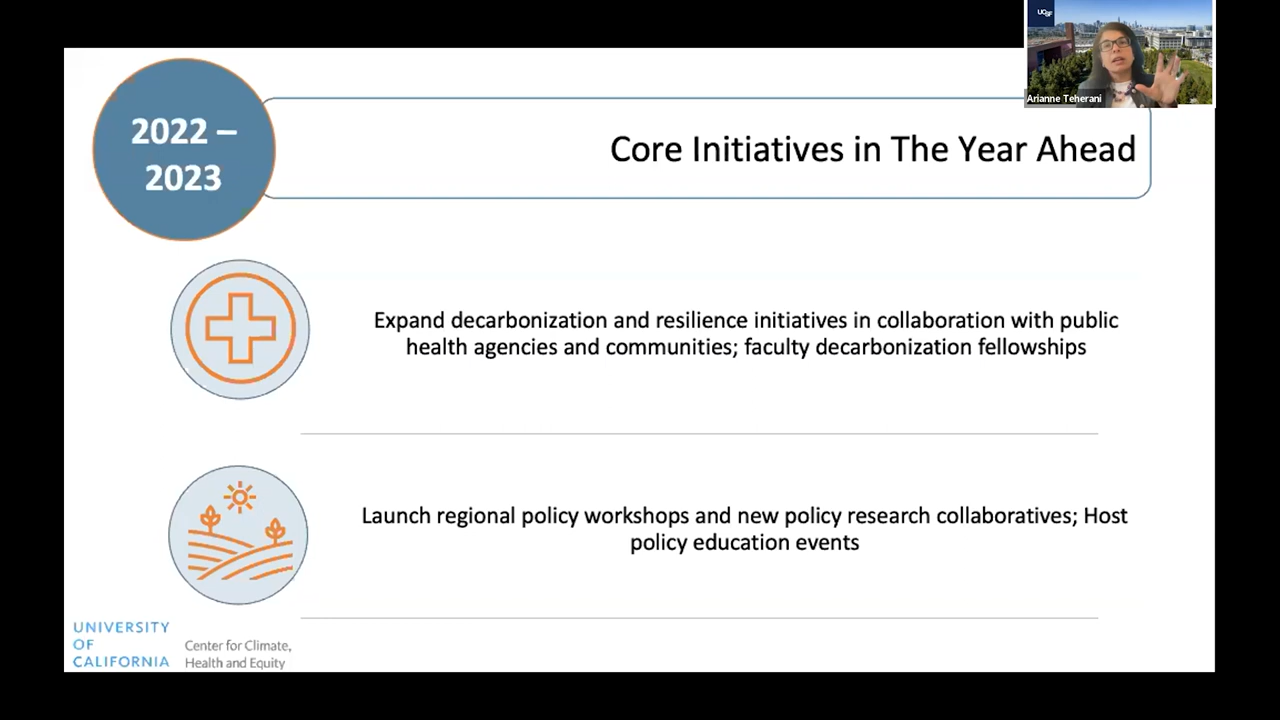 UCSF
Arianne Teherani
2022 –
2023
Core Initiatives in The Year Ahead
Expand decarbonization and resilience initiatives in collaboration with public
health agencies and communities; faculty decarbonization fellowships
Launch regional policy workshops and new policy research collaboratives; Host
policy education events
UNIVERSITY
OF
CALIFORNIA
Center for Climate,
Health and Equity